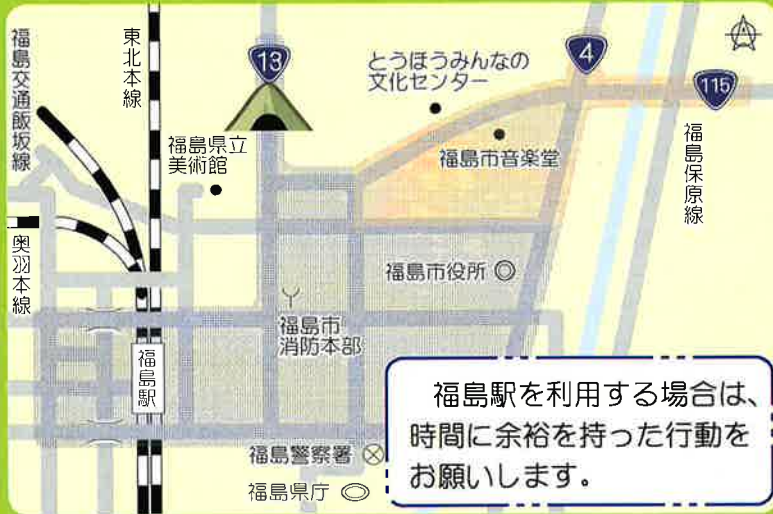 福島交通飯坂線
東北本線
13
とうほうみんなの
文化センター
4
115
福島県立
美術館
福島市音楽堂
福島保原線
奥羽本線
福島市役所
福島市
消防本部
福島駅
福島駅を利用する場合は、
時間に余裕を持った行動を
お願いします。
福島警察署
福島県庁